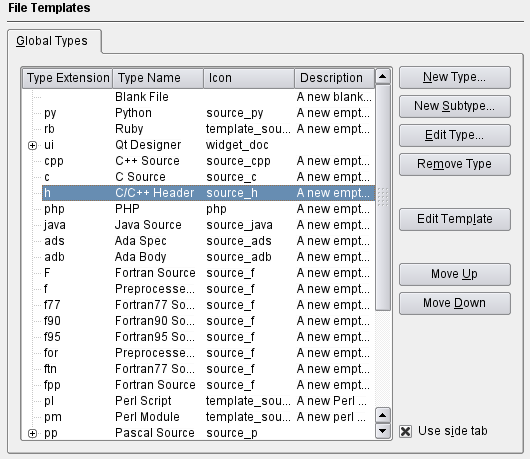 File Templates
Global Types
Type Extension Type Name Icon Description
Blank File A new blank...
py Python source_py A new empt...
rb Ruby template_sou... A new empt...
ui Qt Designer widget_doc
cpp C++ Source source_cpp A new empt...
c C Source source_c A new empt...
h C/C++ Header source_h A new empt...
php PHP php A new empt...
java Java Source source_java A new empt...
ads Ada Spec source_ads A new empt...
adb Ada Body source_adb A new empt...
F Fortran Source source_f A new empt...
f Preprocesse... source_f A new empt...
f77 Fortran77 So... source_f A new empt...
f90 Fortran90 So... source_f A new empt...
f95 Fortran95 So... source_f A new empt...
for Preprocesse... source_f A new empt...
ftn Fortran77 So... source_f A new empt...
fpp Fortran Source source_f A new empt...
pl Perl Script template_sou... A new Perl ...
pm Perl Module template_sou... A new perl ...
pp Pascal Source source_p
New Type...
New Subtype...
Edit Type...
Remove Type
Edit Template
Move Up
Move Down
Use side tab